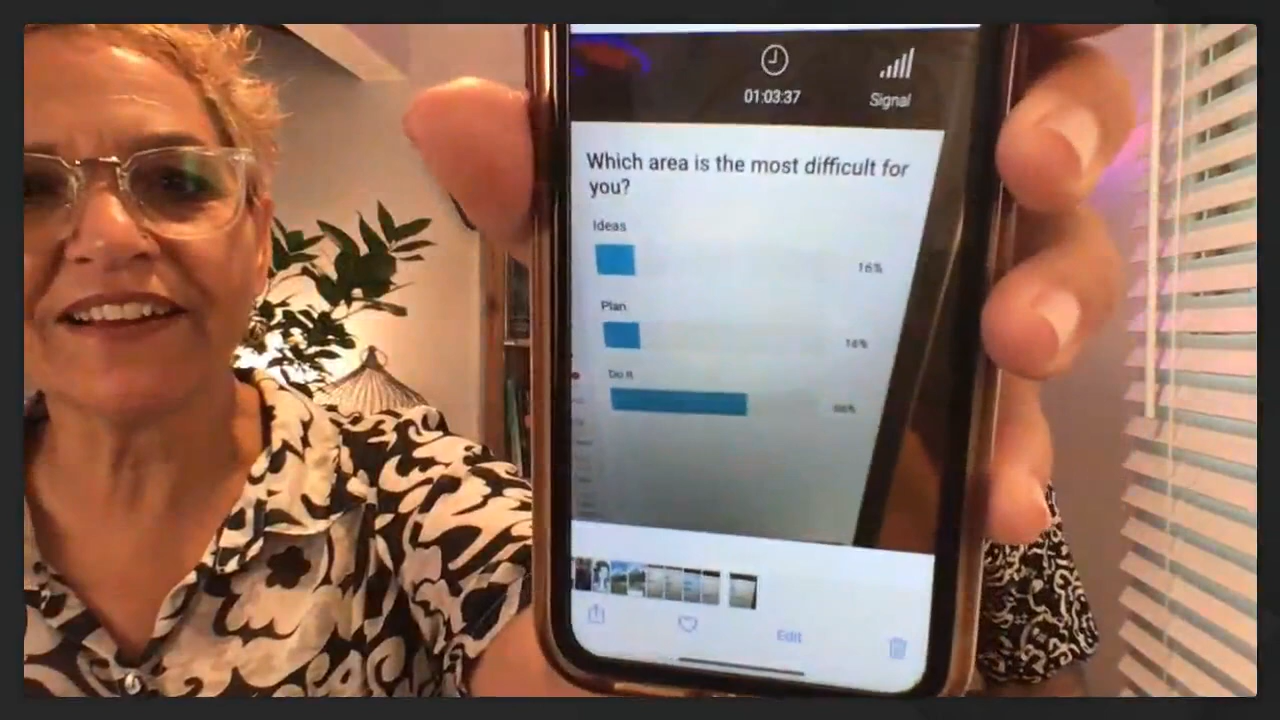 01:03:37
Signal
Which area is the most difficult for
you?
Ideas
16%
Plan
16%
Do it
Edit